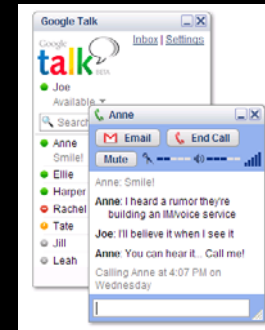 Google Talk
Inbox | Settings
Google
talk
BETA
Joe
Available
Search
Anne
Smile!
Ellie
Harper
Rachel
Tate
Jill
Leah
Anne
Email
End Call
Mute
Anne: Smile!
Anne: I heard a rumor they're
building an IM/voice service
Joe: I'll believe it when I see it
Anne: You can hear it... Call me!
Calling Anne at 4:07 PM on
Wednesday